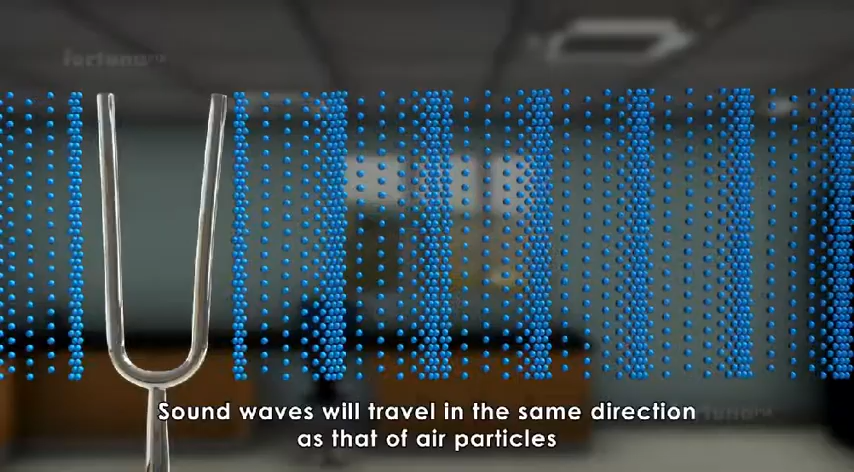 Sound waves will travel in the same direction
as that of air particles